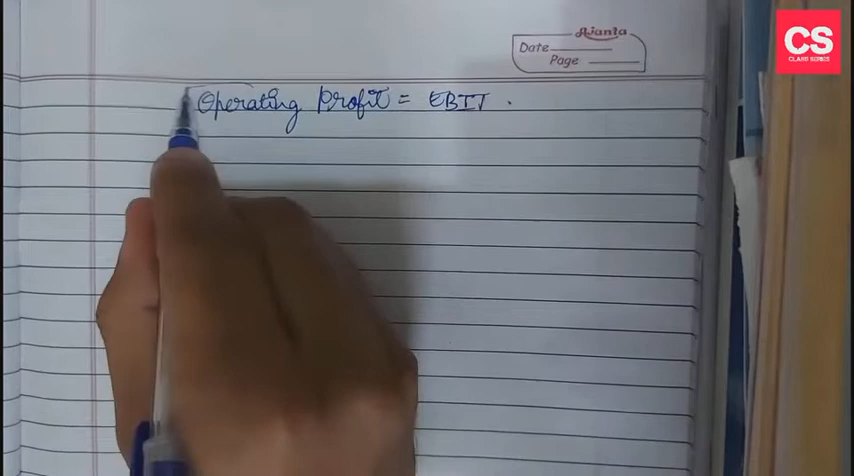 Ajanta
Date
Page
CS
CLASS SERIES
Operating Profit = EBIT .